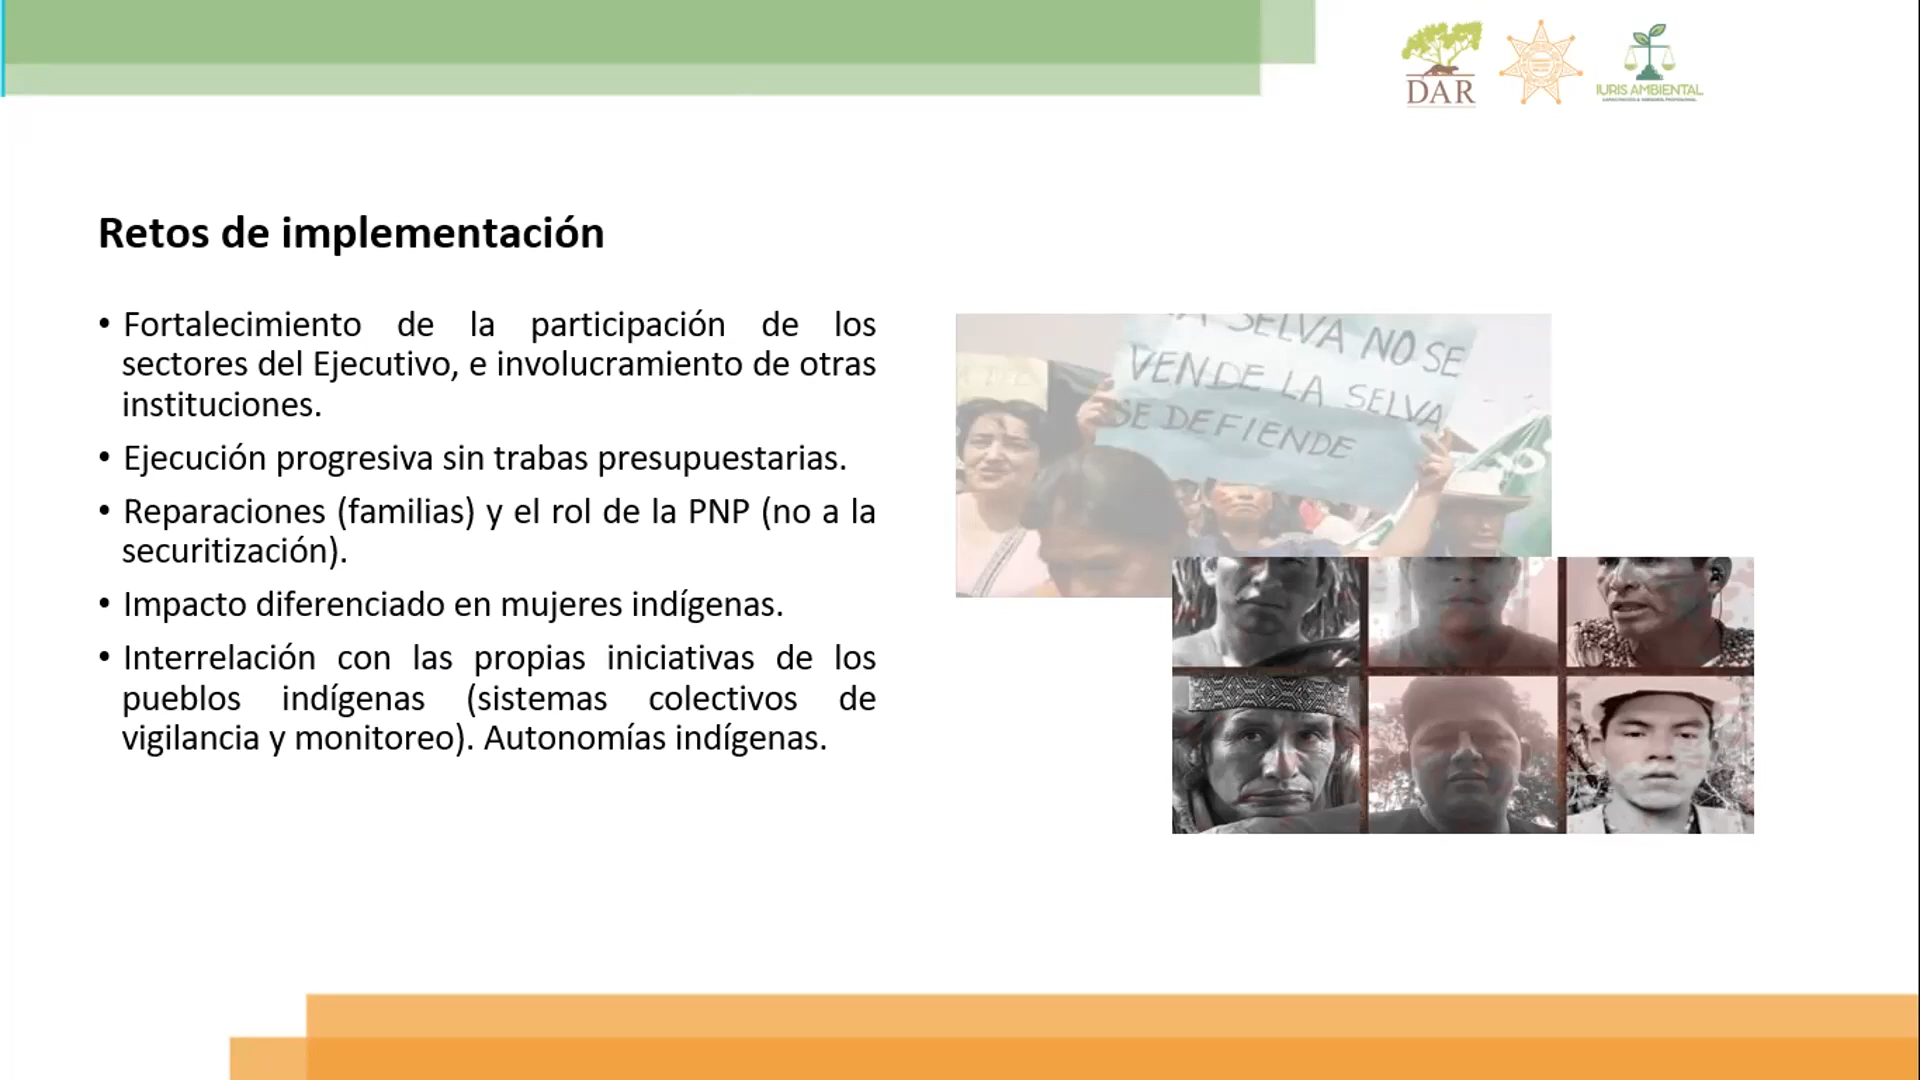 DAR
IURIS AMBIENTAL
Retos de implementación
• Fortalecimiento de la participación de los
sectores del Ejecutivo, e involucramiento de otras
instituciones.
• Ejecución progresiva sin trabas presupuestarias.
• Reparaciones (familias) y el rol de la PNP (no a la
securitización).
• Impacto diferenciado en mujeres indígenas.
• Interrelación con las propias iniciativas de los
pueblos indígenas (sistemas colectivos de
vigilancia y monitoreo). Autonomías indígenas.
LA SELVA NO SE
VENDE LA SELVA
SE DEFIENDE